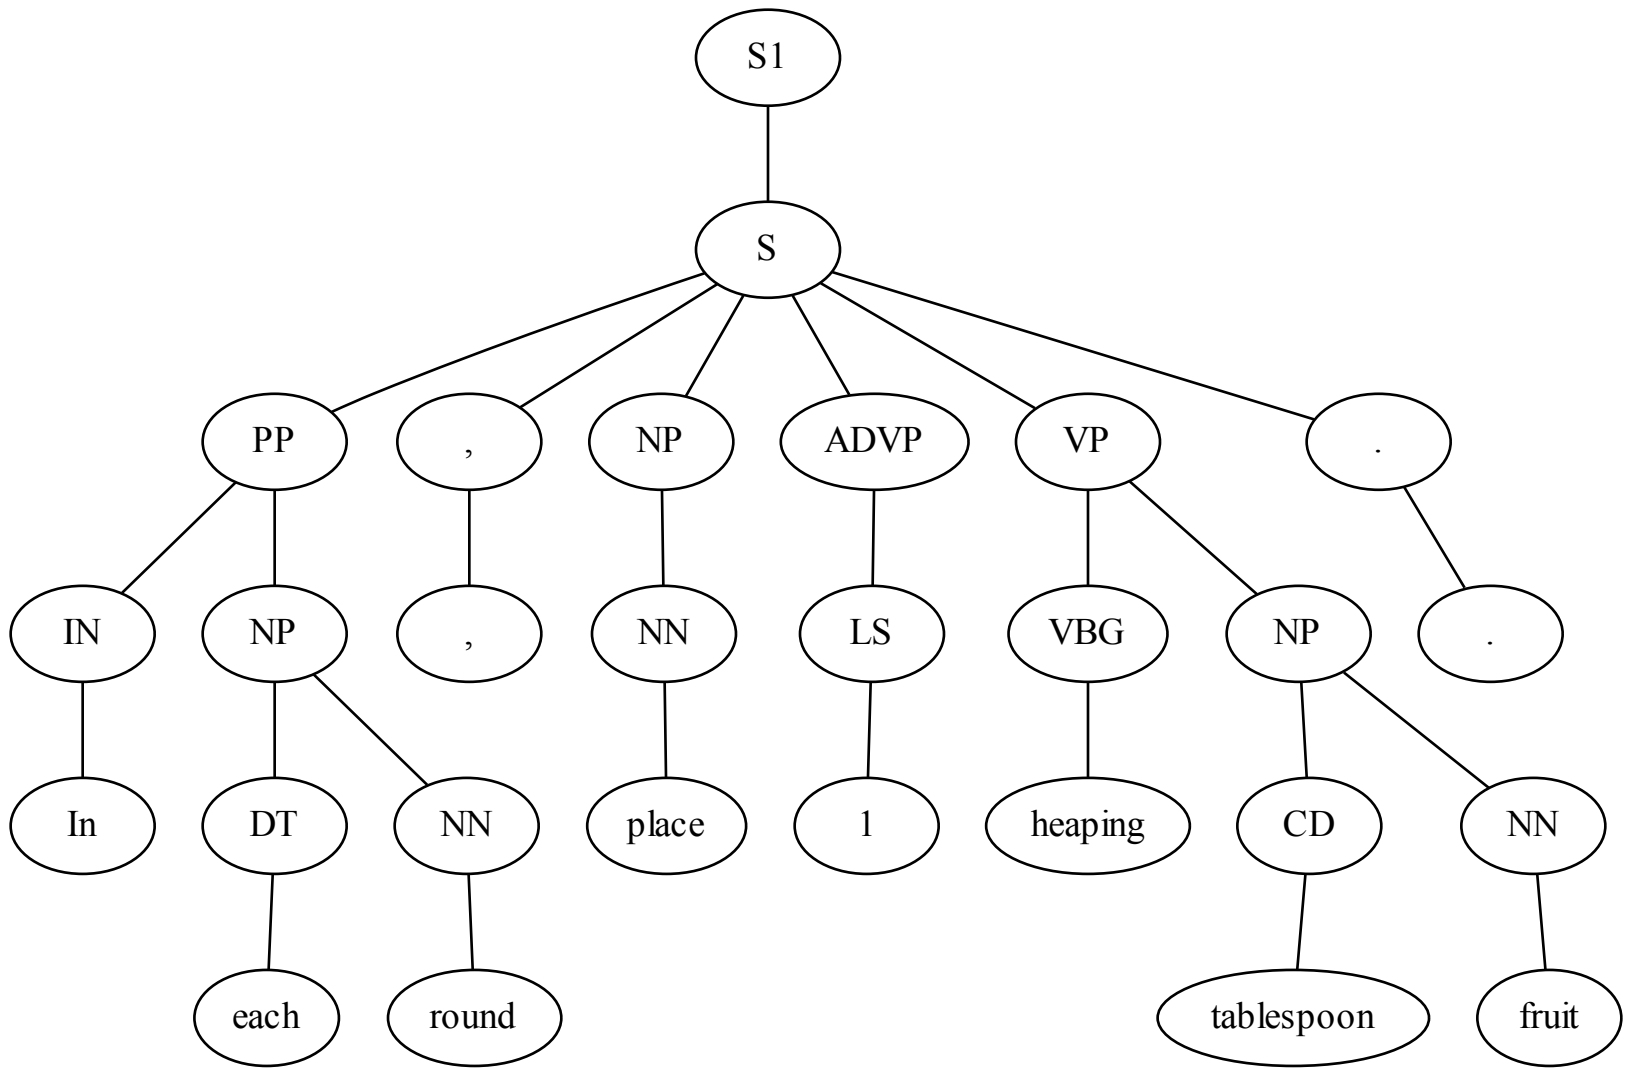 S1
S
PP , NP ADVP VP .
IN NP , NN LS VBG NP .
In DT NN place 1 heaping CD NN
each round tablespoon fruit